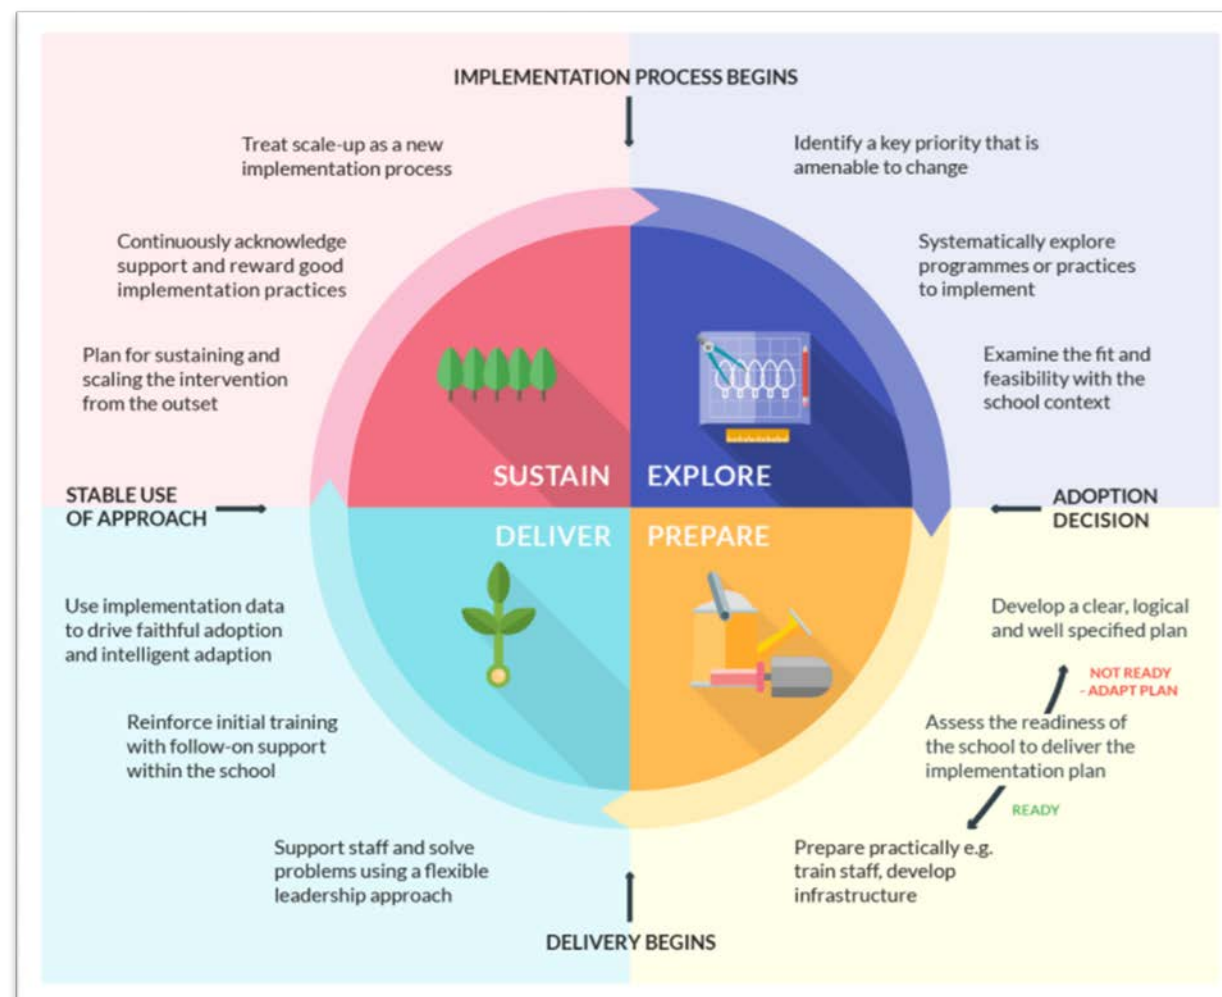 IMPLEMENTATION PROCESS BEGINS
Identify a key priority that is
amenable to change
Systematically explore
programmes or practices
to implement
Examine the fit and
feasibility with the
school context
EXPLORE
ADOPTION
DECISION
PREPARE
Develop a clear, logical
and well specified plan
NOT READY
- ADAPT PLAN
Assess the readiness of
the school to deliver the
implementation plan
READY
Prepare practically e.g.
train staff, develop
infrastructure
DELIVERY BEGINS
DELIVER
Support staff and solve
problems using a flexible
leadership approach
Reinforce initial training
with follow-on support
within the school
Use implementation data
to drive faithful adoption
and intelligent adaption
STABLE USE
OF APPROACH
SUSTAIN
Plan for sustaining and
scaling the intervention
from the outset
Continuously acknowledge
support and reward good
implementation practices
Treat scale-up as a new
implementation process